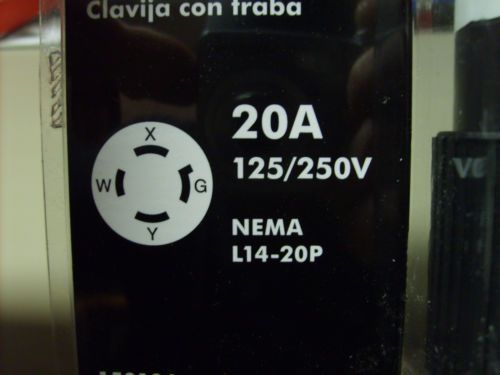 Clavija con traba
20A
125/250V
NEMA
L14-20P
X
W
G
Y